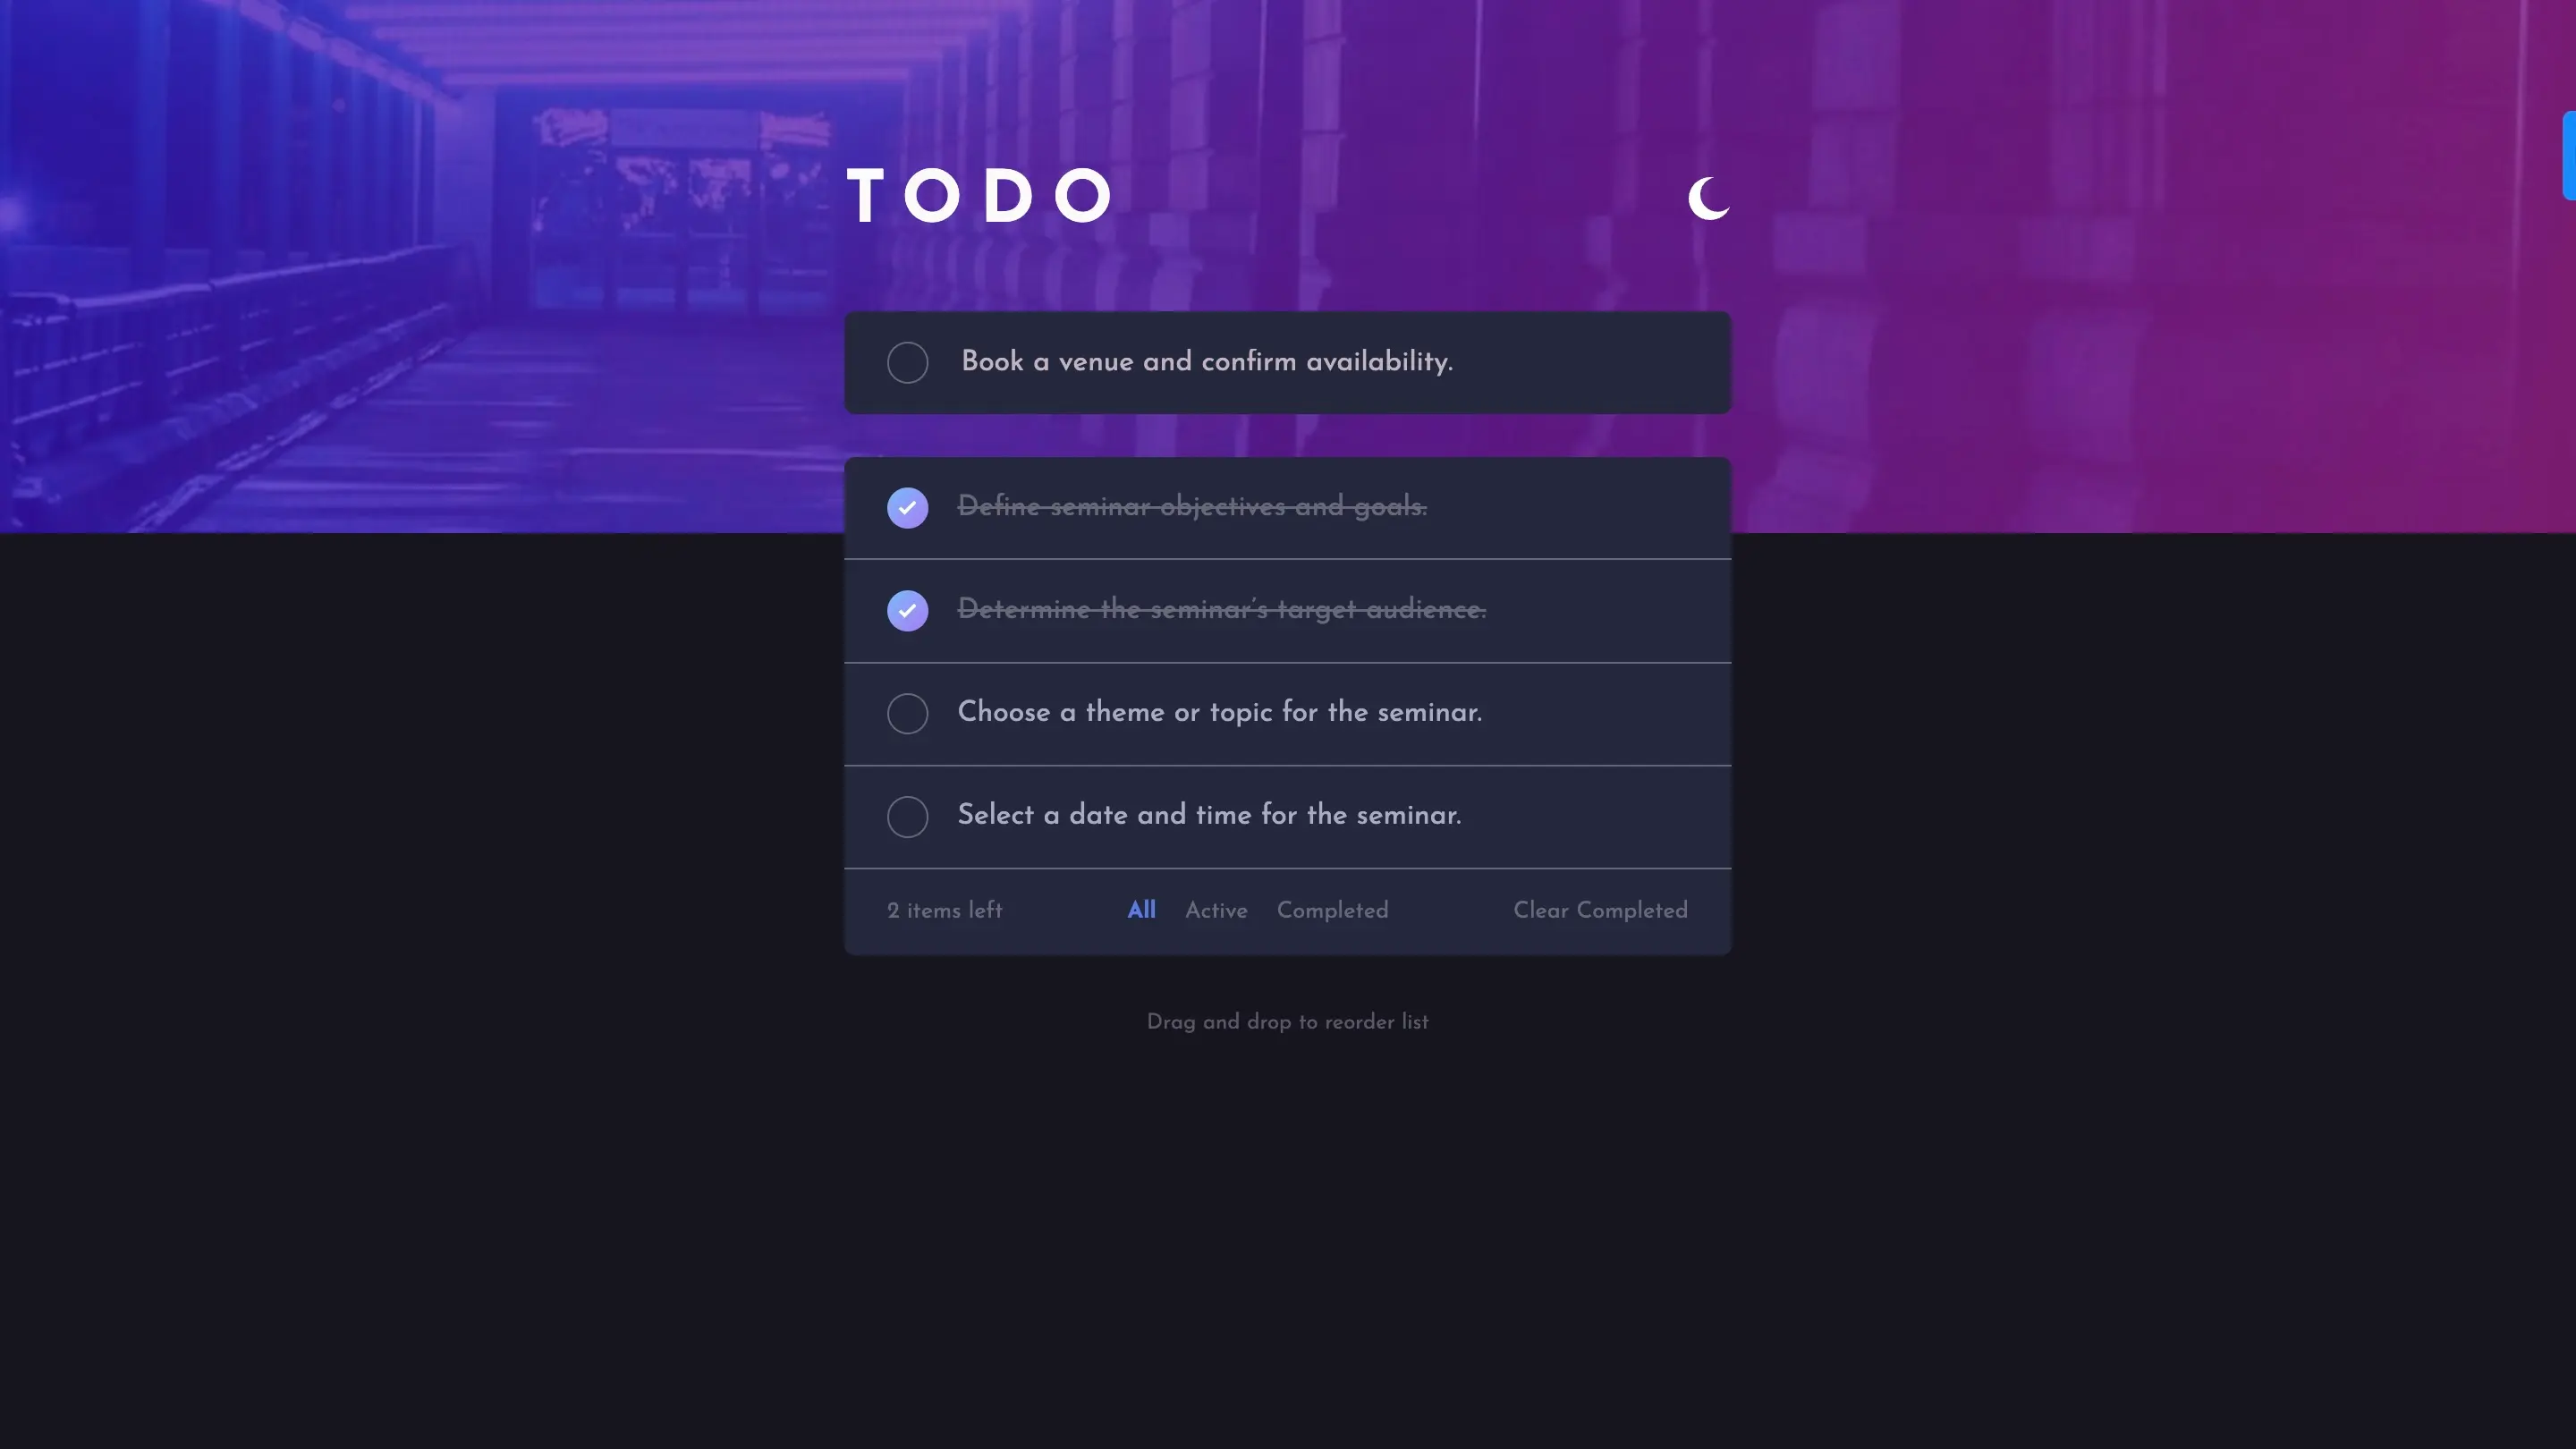 TODO
Book a venue and confirm availability.
Define seminar objectives and goals.
Determine the seminar's target audience.
Choose a theme or topic for the seminar.
Select a date and time for the seminar.
2 items left All Active Completed Clear Completed
Drag and drop to reorder list